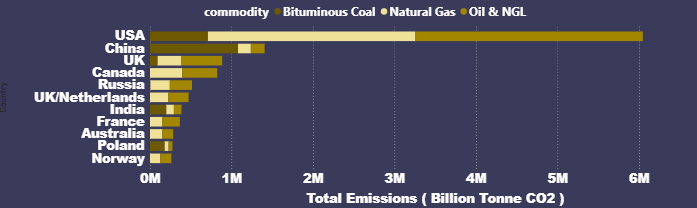 commodity Bituminous Coal Natural Gas Oil & NGL
Country
USA
China
UK
Canada
Russia
UK/Netherlands
India
France
Australia
Poland
Norway
0M 1M 2M 3M 4M 5M 6M
Total Emissions ( Billion Tonne CO2 )